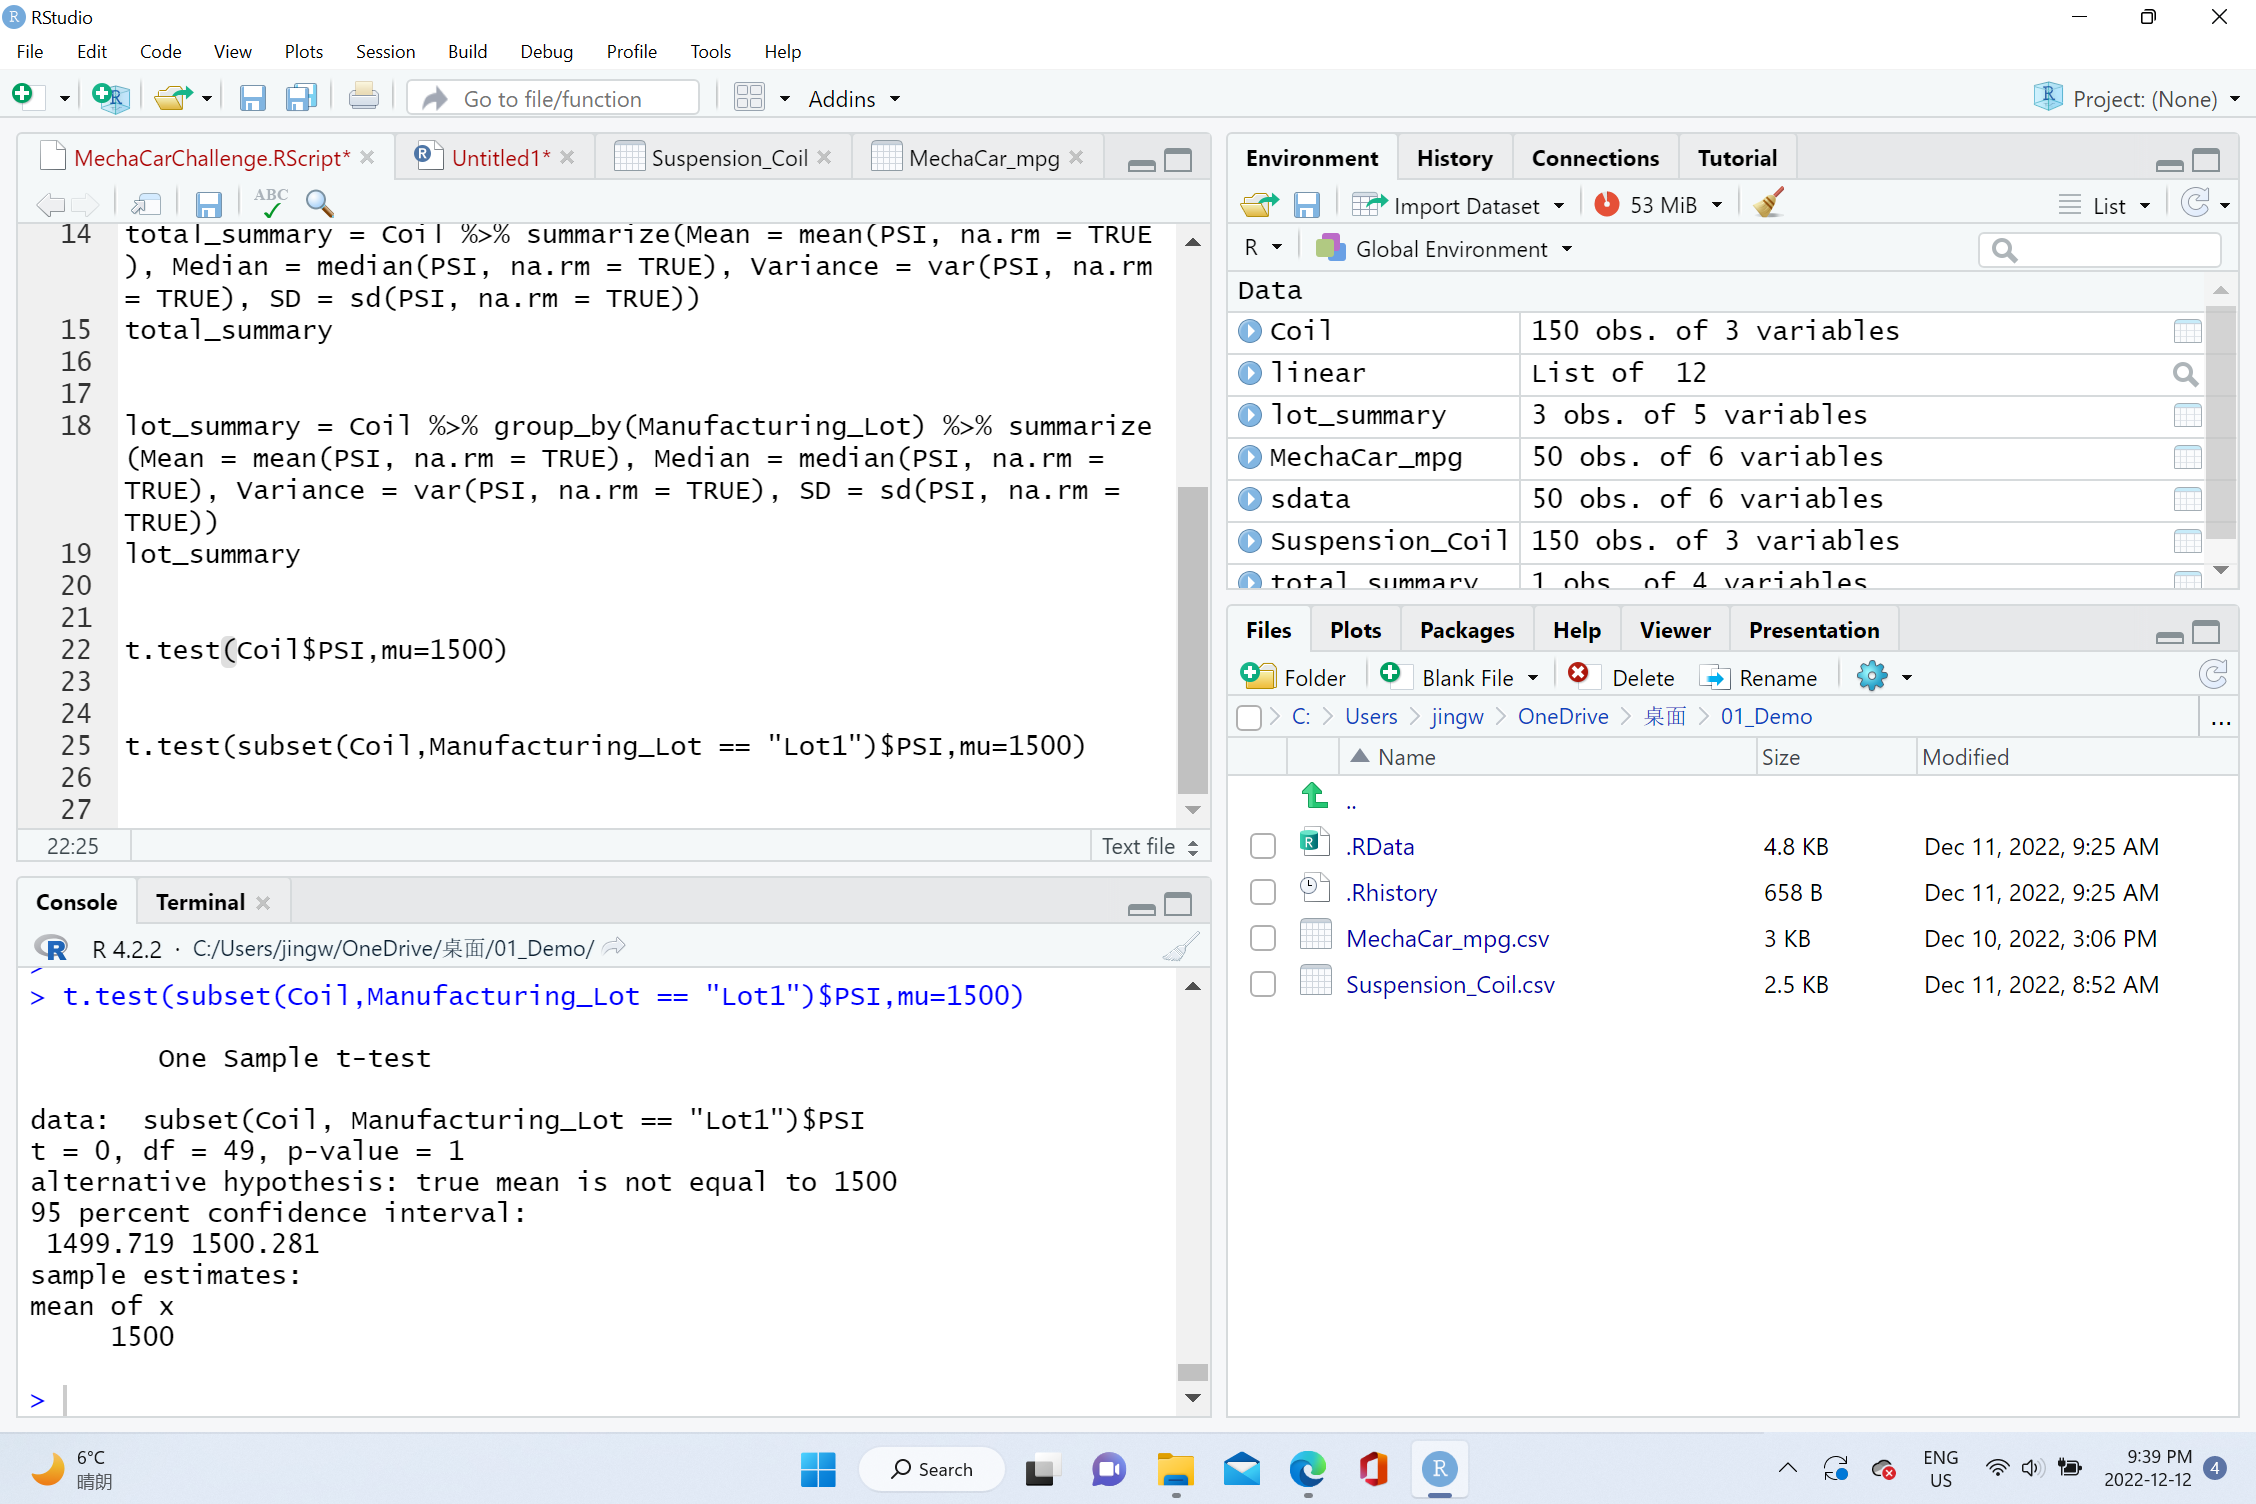 RStudio
File Edit Code View Plots Session Build Debug Profile Tools Help
Go to file/function Addins Project: (None)
MechaCarChallenge.RScript* Untitled1* Suspension_Coil MechaCar_mpg
ABC
14 total_summary = Coil %>% summarize(Mean = mean(PSI, na.rm = TRUE
), Median = median(PSI, na.rm = TRUE), Variance = var(PSI, na.rm
= TRUE), SD = sd(PSI, na.rm = TRUE))
15 total_summary
16
17
18 lot_summary = Coil %>% group_by(Manufacturing_Lot) %>% summarize
(Mean = mean(PSI, na.rm = TRUE), Median = median(PSI, na.rm =
TRUE), Variance = var(PSI, na.rm = TRUE), SD = sd(PSI, na.rm =
TRUE))
19 lot_summary
20
21
22 t.test(Coil$PSI,mu=1500)
23
24
25 t.test(subset(Coil,Manufacturing_Lot == "Lot1")$PSI,mu=1500)
26
27
22:25 Text file
Console Terminal
R 4.2.2 · C:/Users/jingw/OneDrive/桌面/01_Demo/
>
> t.test(subset(Coil,Manufacturing_Lot == "Lot1")$PSI,mu=1500)
One Sample t-test
data: subset(Coil, Manufacturing_Lot == "Lot1")$PSI
t = 0, df = 49, p-value = 1
alternative hypothesis: true mean is not equal to 1500
95 percent confidence interval:
1499.719 1500.281
sample estimates:
mean of x
1500
>
Environment History Connections Tutorial
Import Dataset 53 MiB List
R Global Environment
Data
Coil 150 obs. of 3 variables
linear List of 12
lot_summary 3 obs. of 5 variables
MechaCar_mpg 50 obs. of 6 variables
sdata 50 obs. of 6 variables
Suspension_Coil 150 obs. of 3 variables
total_summary 1 obs. of 4 variables
Files Plots Packages Help Viewer Presentation
Folder Blank File Delete Rename
C: Users jingw OneDrive 桌面 01_Demo ...
Name Size Modified
..
.RData 4.8 KB Dec 11, 2022, 9:25 AM
.Rhistory 658 B Dec 11, 2022, 9:25 AM
MechaCar_mpg.csv 3 KB Dec 10, 2022, 3:06 PM
Suspension_Coil.csv 2.5 KB Dec 11, 2022, 8:52 AM
6°C
晴朗
Search
ENG
US
9:39 PM
2022-12-12
4